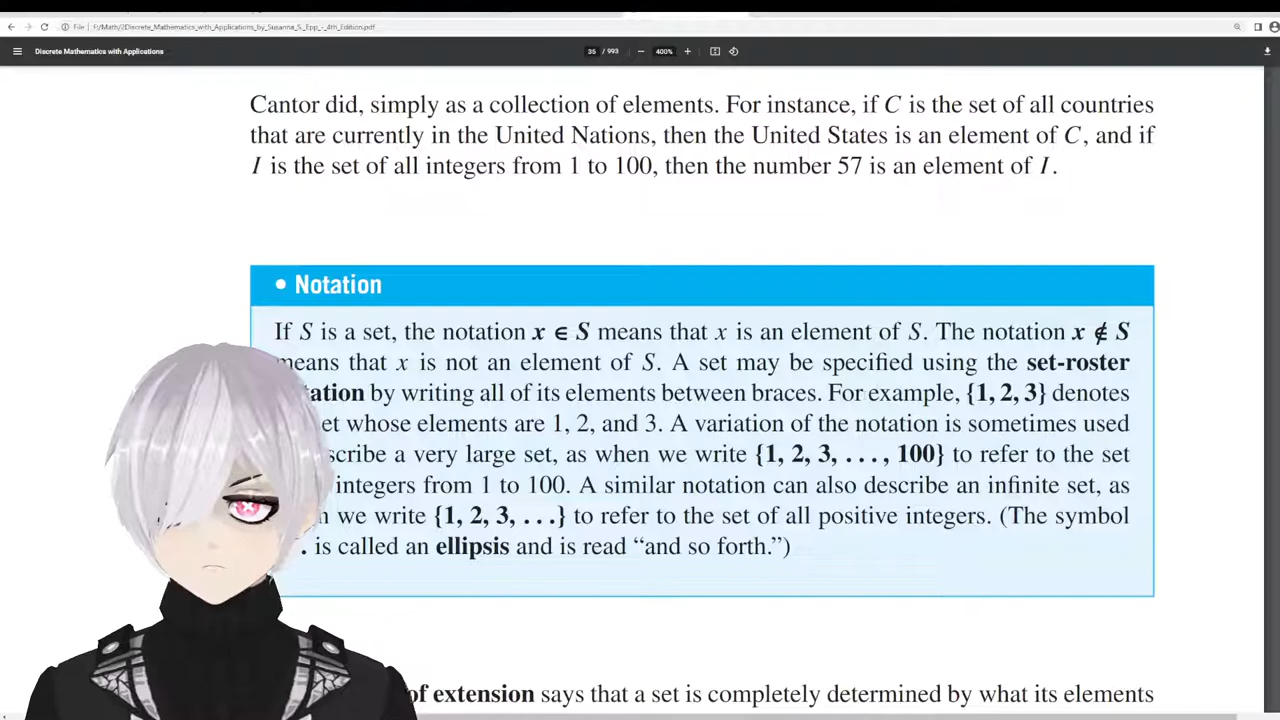 File | F:/Math/2Discrete_Mathematics_with_Applications_by_Susanna_S._Epp_-_4th_Edition.pdf
Discrete Mathematics with Applications 35 / 993 — 400% +
Cantor did, simply as a collection of elements. For instance, if C is the set of all countries
that are currently in the United Nations, then the United States is an element of C, and if
I is the set of all integers from 1 to 100, then the number 57 is an element of I.
• Notation
If S is a set, the notation x ∈ S means that x is an element of S. The notation x ∉ S
means that x is not an element of S. A set may be specified using the set-roster
tation by writing all of its elements between braces. For example, {1, 2, 3} denotes
et whose elements are 1, 2, and 3. A variation of the notation is sometimes used
scribe a very large set, as when we write {1, 2, 3, . . . , 100} to refer to the set
integers from 1 to 100. A similar notation can also describe an infinite set, as
n we write {1, 2, 3, . . .} to refer to the set of all positive integers. (The symbol
. is called an ellipsis and is read “and so forth.”)
of extension says that a set is completely determined by what its elements